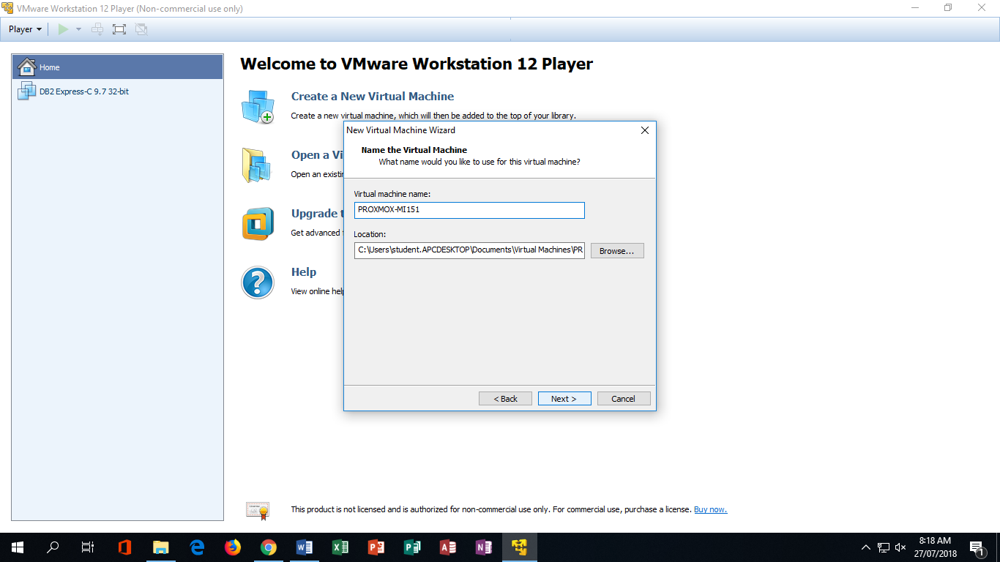 VMware Workstation 12 Player (Non-commercial use only)
Player
Home
DB2 Express-C 9.7 32-bit
Welcome to VMware Workstation 12 Player
Create a New Virtual Machine
Create a new virtual machine, which will then be added to the top of your library.
Open a Vi
Open an existin
Upgrade t
Get advanced
Help
View online help
New Virtual Machine Wizard
Name the Virtual Machine
What name would you like to use for this virtual machine?
Virtual machine name:
PROXMOX-MI151
Location:
C:\Users\student.APCDESKTOP\Documents\Virtual Machines\PR
Browse...
< Back
Next >
Cancel
This product is not licensed and is authorized for non-commercial use only. For commercial use, purchase a license. Buy now.
8:18 AM
27/07/2018
1